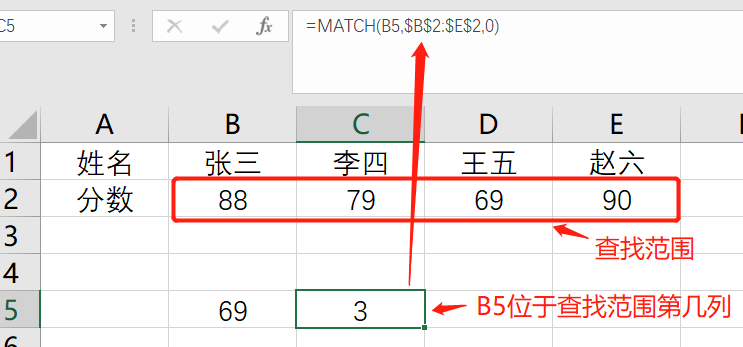 C5 fx =MATCH(B5,$B$2:$E$2,0)
A B C D E
1 姓名 张三 李四 王五 赵六
2 分数 88 79 69 90
3 查找范围
4
5 69 3 B5位于查找范围第几列
6